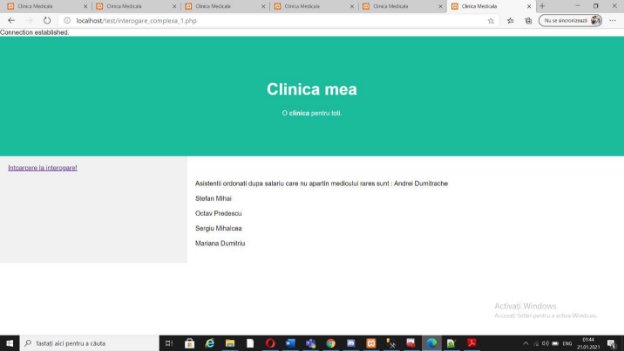 Clinica Medicala
Clinica Medicala
Clinica Medicala
Clinica Medicala
Clinica Medicala
Clinica Medicala
localhost/test/interogare_complexa_1.php
Nu se sincronizează
Connection established.
Clinica mea
O clinica pentru toti.
Intoarcere la interogare!
Asistentii ordonati dupa salariu care nu apartin medicului rares sunt : Andrei Dumitrache
Stefan Mihai
Octav Predescu
Sergiu Mihalcea
Mariana Dumitriu
Activați Windows
Accesați Setări pentru a activa Windows.
Tastați aici pentru a căuta
ENG
01:44
21.01.2021